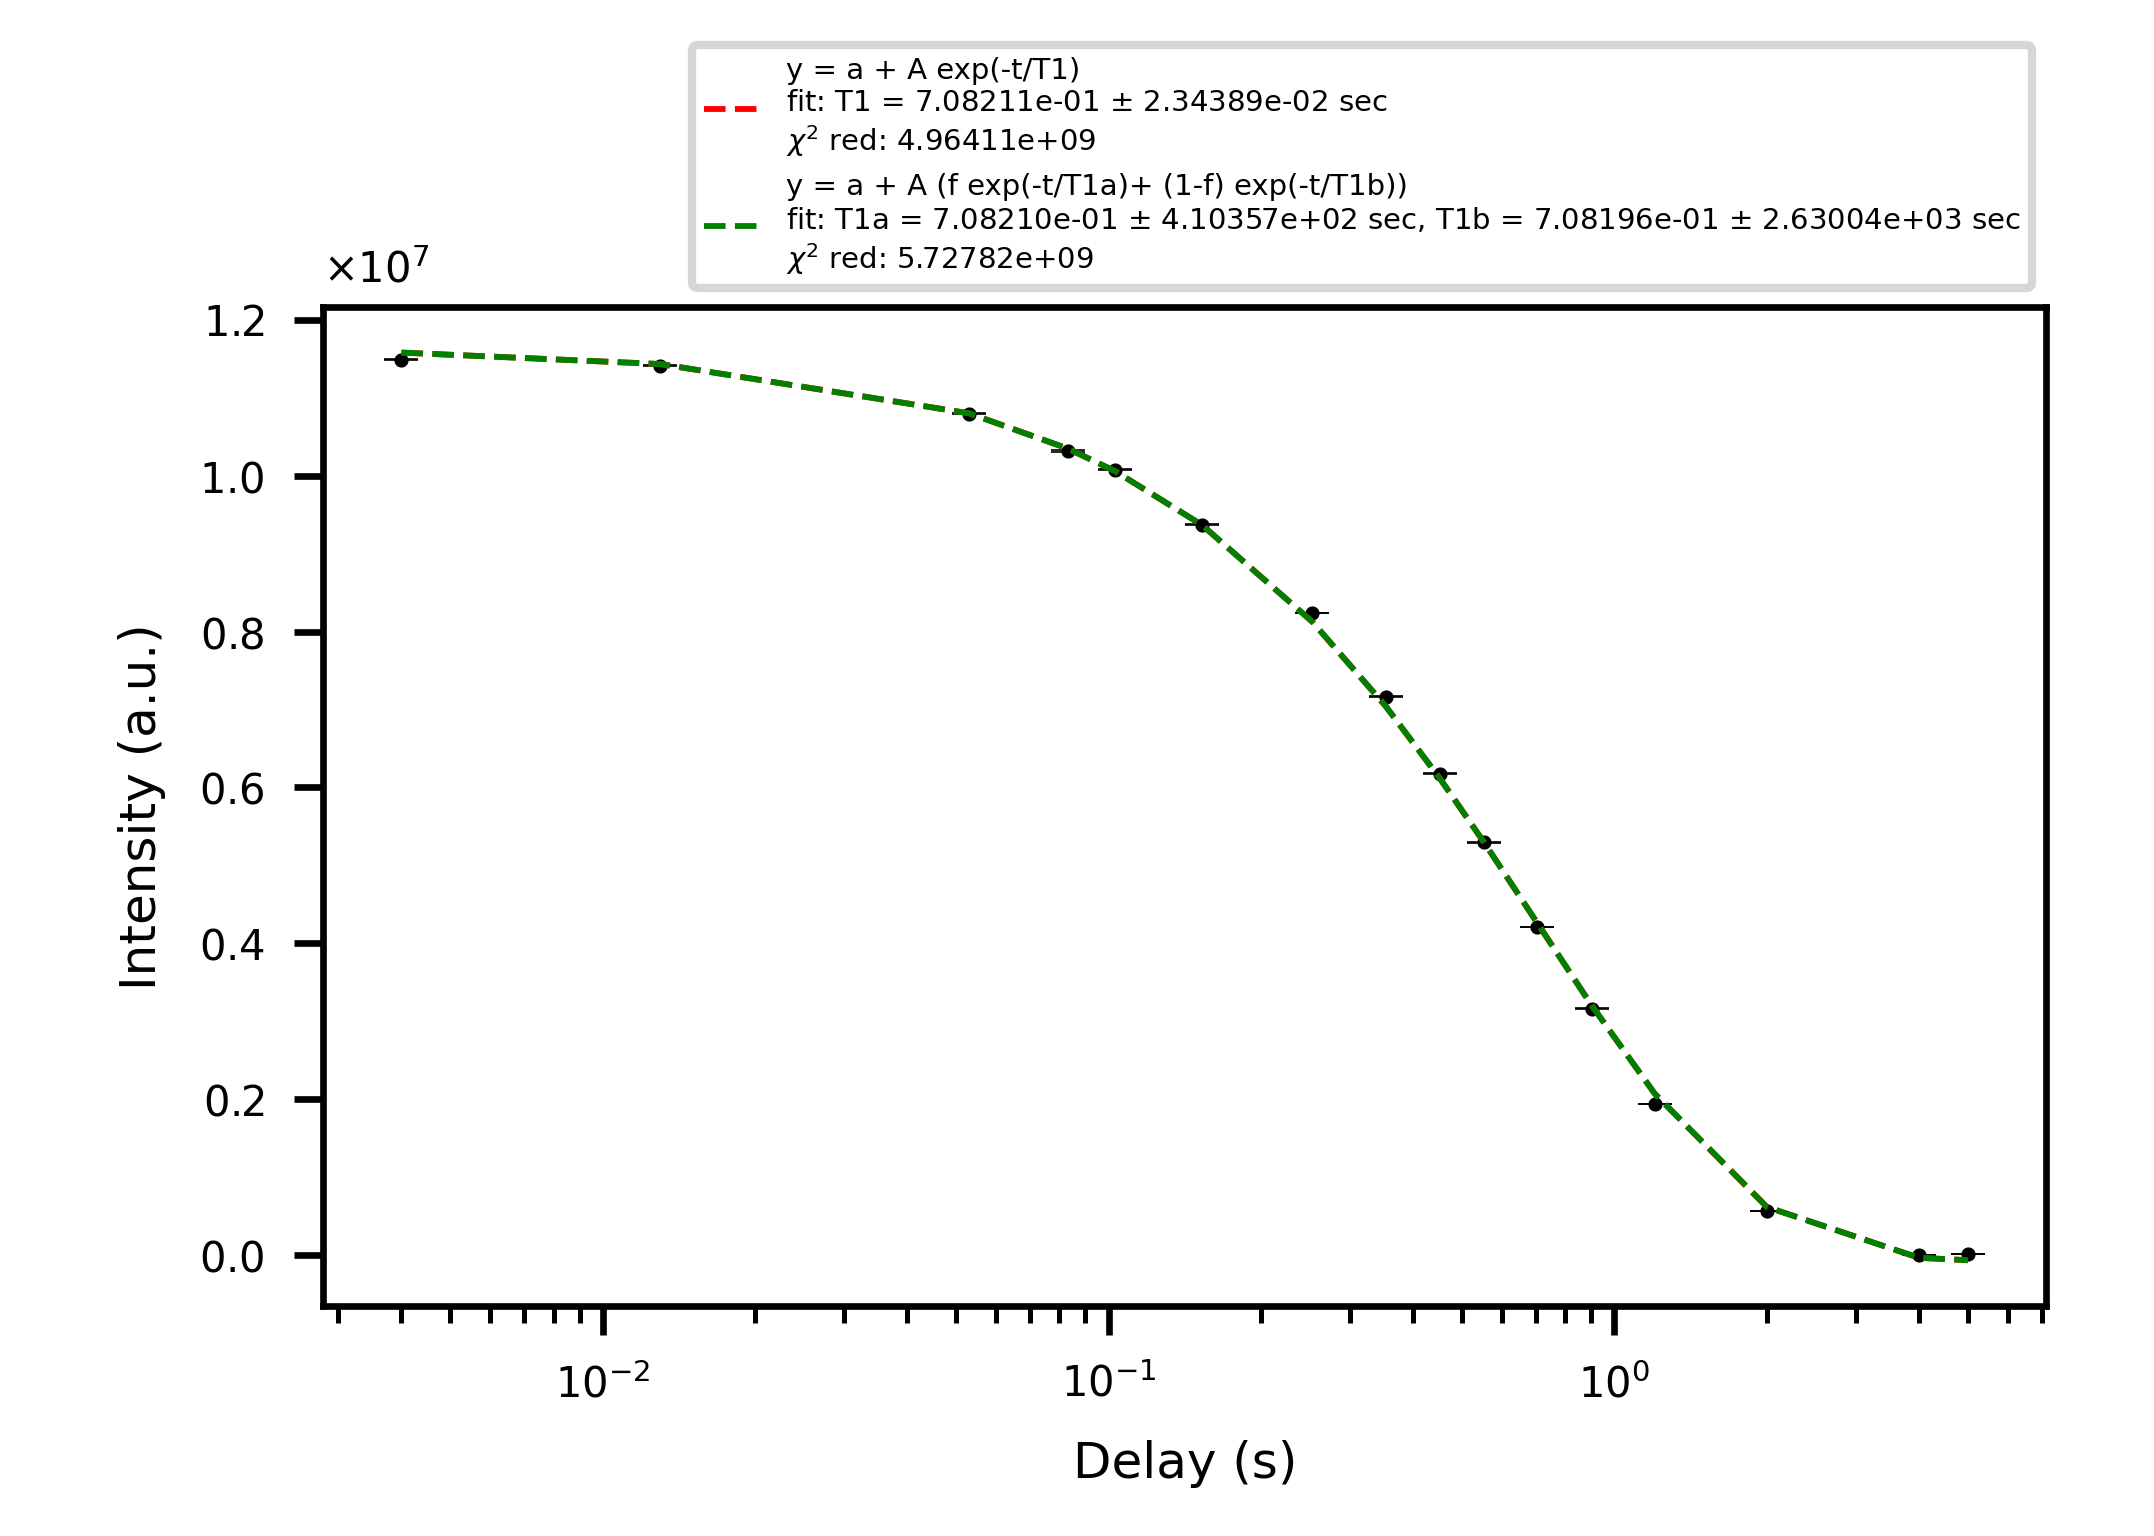 y = a + A exp(-t/T1)
fit: T1 = 7.08211e-01 ± 2.34389e-02 sec
χ² red: 4.96411e+09
y = a + A (f exp(-t/T1a)+ (1-f) exp(-t/T1b))
fit: T1a = 7.08210e-01 ± 4.10357e+02 sec, T1b = 7.08196e-01 ± 2.63004e+03 sec
χ² red: 5.72782e+09
×10⁷
1.2
1.0
0.8
0.6
0.4
0.2
0.0
Intensity (a.u.)
10⁻² 10⁻¹ 10⁰
Delay (s)